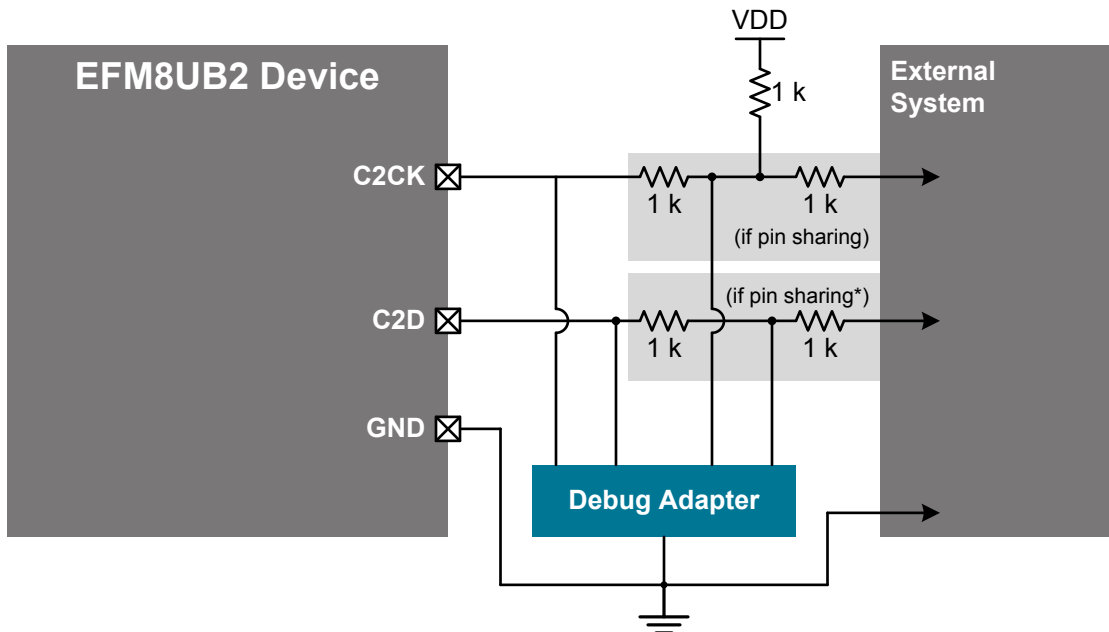 VDD
EFM8UB2 Device
External
System
1 k
C2CK
1 k
1 k
(if pin sharing)
(if pin sharing*)
C2D
1 k
1 k
GND
Debug Adapter